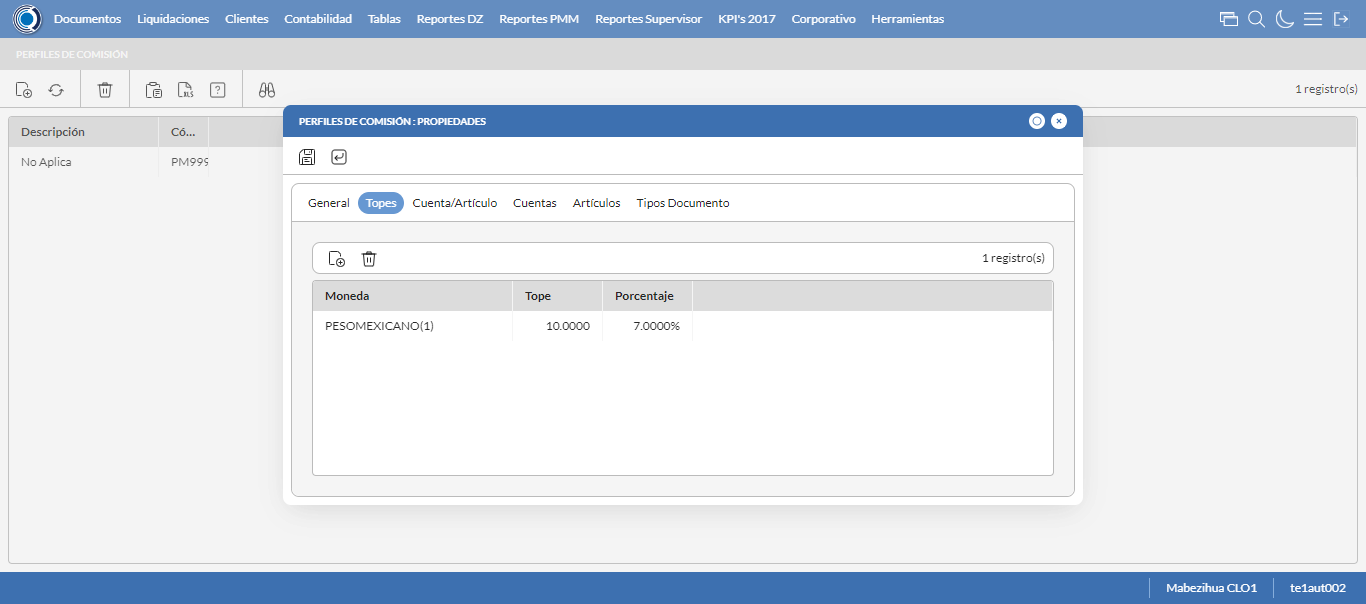 Documentos Liquidaciones Clientes Contabilidad Tablas Reportes DZ Reportes PMM Reportes Supervisor KPI's 2017 Corporativo Herramientas
PERFILES DE COMISIÓN
XLS ? 1 registro(s)
Descripción Có...
No Aplica PM999
PERFILES DE COMISIÓN : PROPIEDADES
General Topes Cuenta/Artículo Cuentas Artículos Tipos Documento
1 registro(s)
Moneda Tope Porcentaje
PESOMEXICANO(1) 10.0000 7.0000%
Mabezihua CLO1 te1aut002